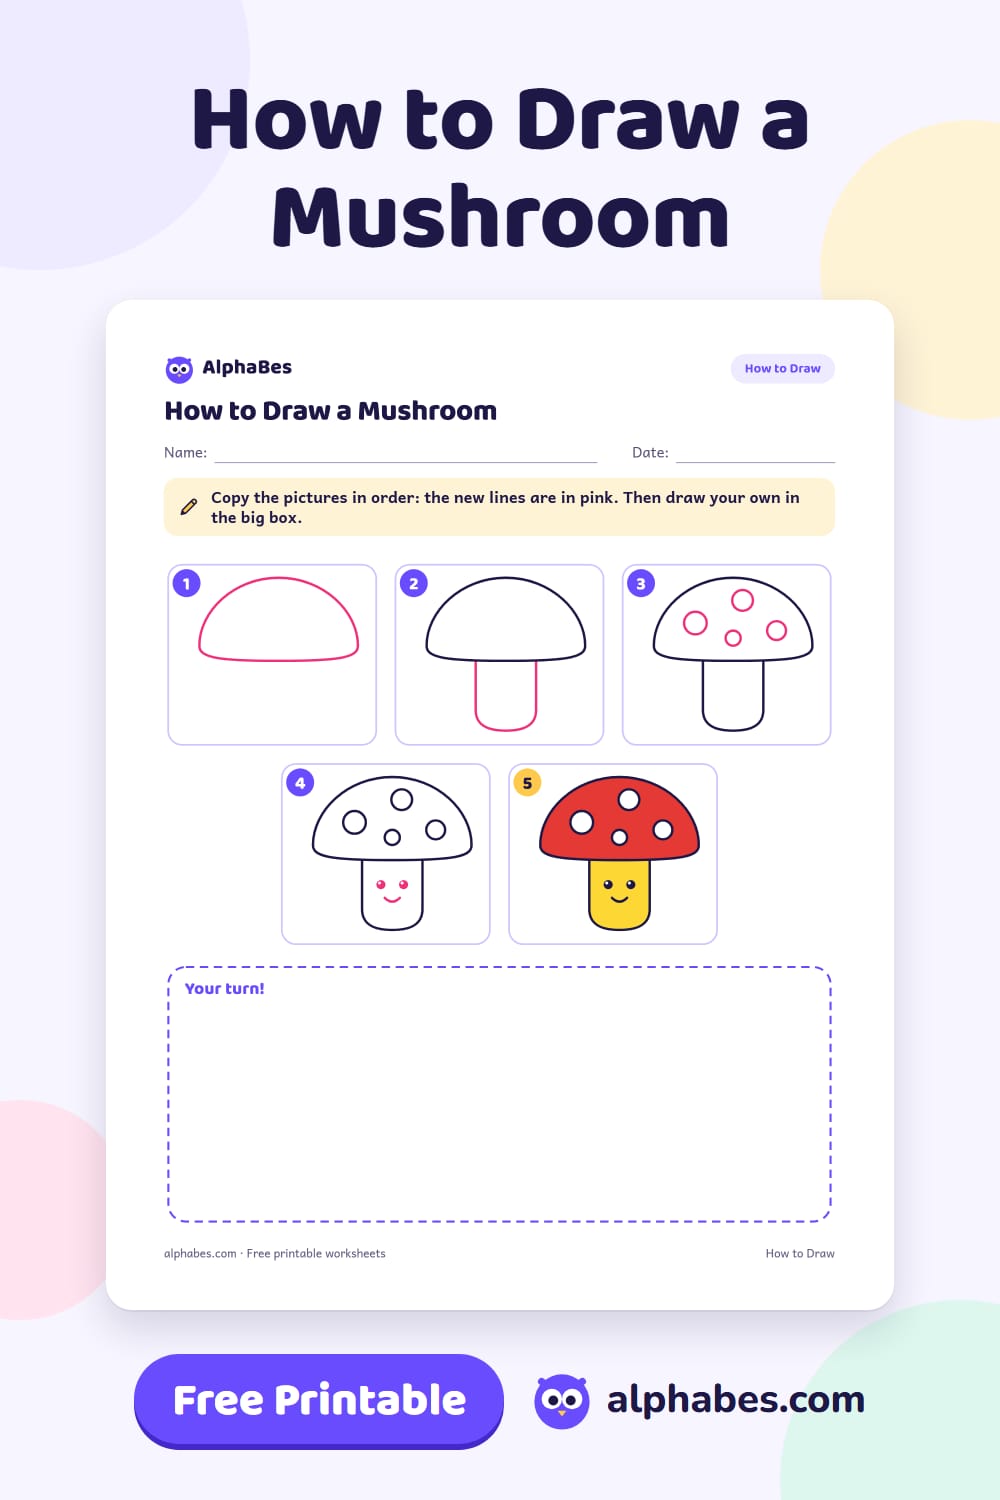 How to Draw a
Mushroom
AlphaBes
How to Draw
How to Draw a Mushroom
Name:
Date:
Copy the pictures in order: the new lines are in pink. Then draw your own in
the big box.
1
2
3
4
5
Your turn!
alphabes.com · Free printable worksheets
How to Draw
Free Printable
alphabes.com